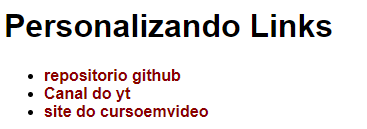 Personalizando Links
repositorio github
Canal do yt
site do cursoemvideo